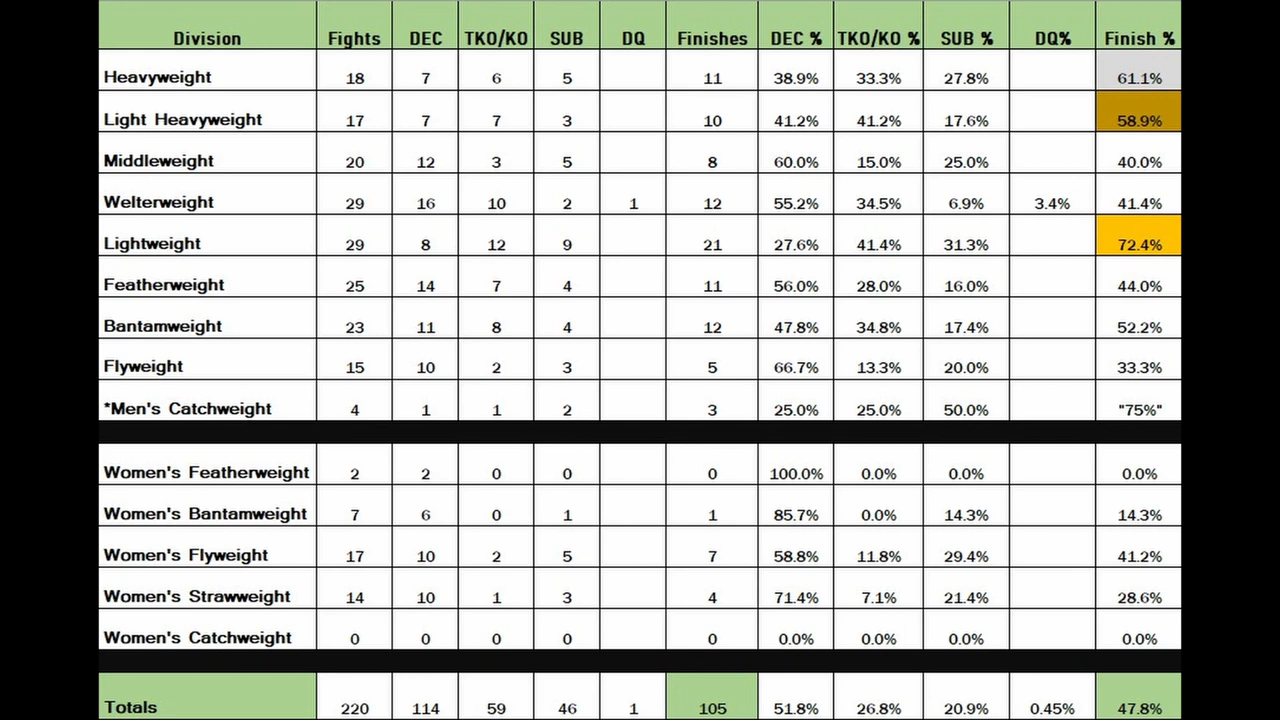 Division Fights DEC TKO/KO SUB DQ Finishes DEC % TKO/KO % SUB % DQ% Finish %
Heavyweight 18 7 6 5 11 38.9% 33.3% 27.8% 61.1%
Light Heavyweight 17 7 7 3 10 41.2% 41.2% 17.6% 58.9%
Middleweight 20 12 3 5 8 60.0% 15.0% 25.0% 40.0%
Welterweight 29 16 10 2 1 12 55.2% 34.5% 6.9% 3.4% 41.4%
Lightweight 29 8 12 9 21 27.6% 41.4% 31.3% 72.4%
Featherweight 25 14 7 4 11 56.0% 28.0% 16.0% 44.0%
Bantamweight 23 11 8 4 12 47.8% 34.8% 17.4% 52.2%
Flyweight 15 10 2 3 5 66.7% 13.3% 20.0% 33.3%
*Men's Catchweight 4 1 1 2 3 25.0% 25.0% 50.0% "75%"
Women's Featherweight 2 2 0 0 0 100.0% 0.0% 0.0% 0.0%
Women's Bantamweight 7 6 0 1 1 85.7% 0.0% 14.3% 14.3%
Women's Flyweight 17 10 2 5 7 58.8% 11.8% 29.4% 41.2%
Women's Strawweight 14 10 1 3 4 71.4% 7.1% 21.4% 28.6%
Women's Catchweight 0 0 0 0 0 0.0% 0.0% 0.0% 0.0%
Totals 220 114 59 46 1 105 51.8% 26.8% 20.9% 0.45% 47.8%